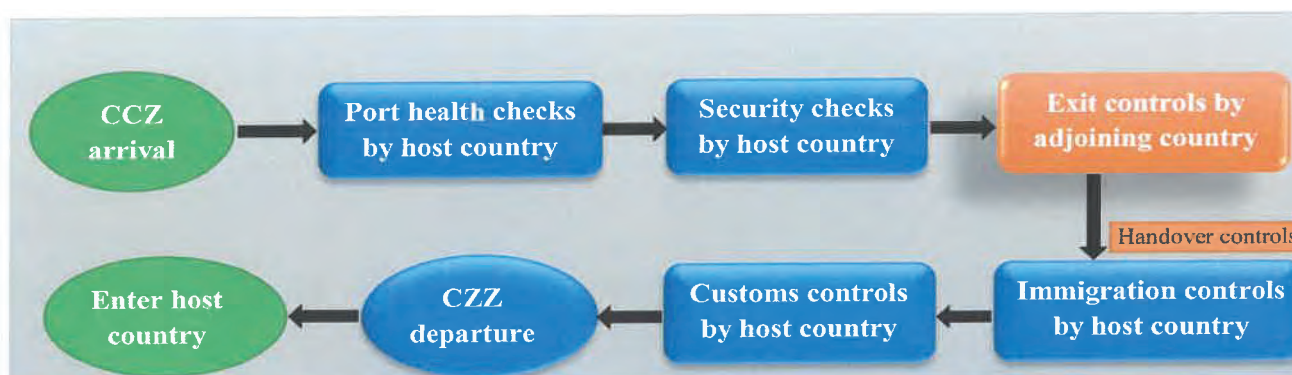 CCZ
arrival
Port health checks
by host country
Security checks
by host country
Exit controls by
adjoining country
Handover controls
Immigration controls
by host country
Customs controls
by host country
CZZ
departure
Enter host
country